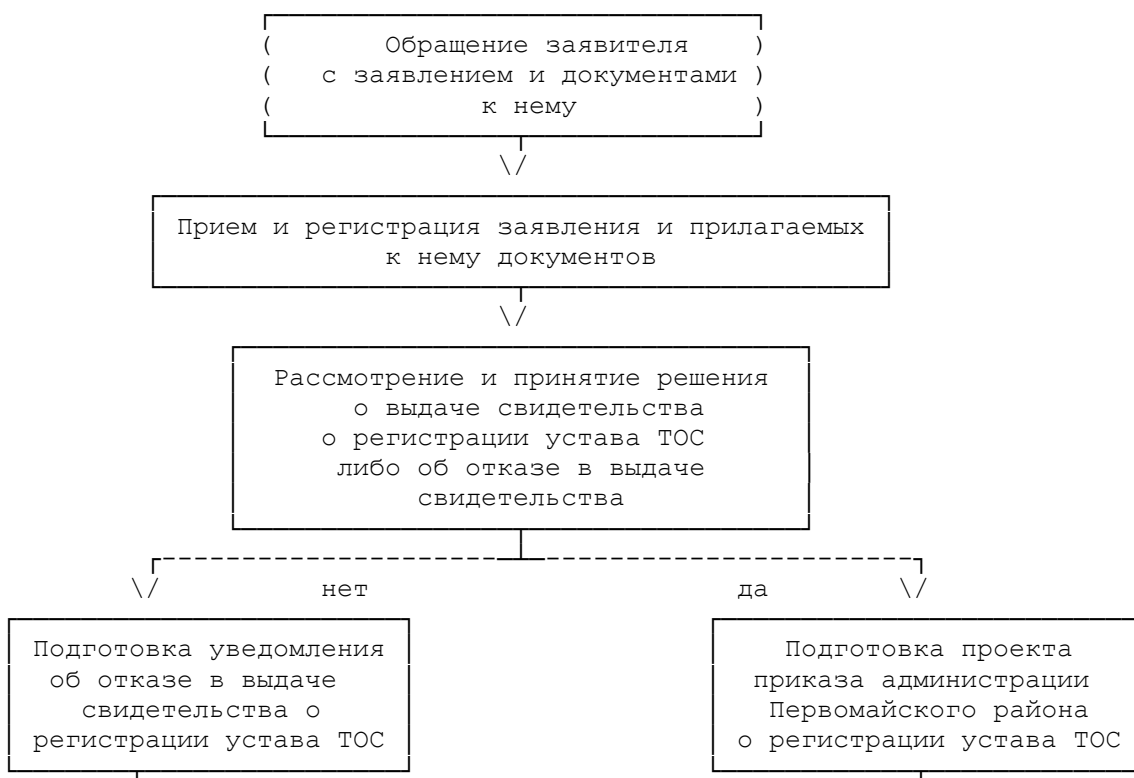 Обращение заявителя
с заявлением и документами
к нему
Прием и регистрация заявления и прилагаемых
к нему документов
Рассмотрение и принятие решения
о выдаче свидетельства
о регистрации устава ТОС
либо об отказе в выдаче
свидетельства
нет
да
Подготовка уведомления
об отказе в выдаче
свидетельства о
регистрации устава ТОС
Подготовка проекта
приказа администрации
Первомайского района
о регистрации устава ТОС